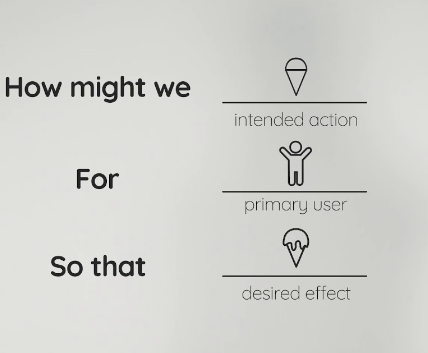 How might we
intended action
For
primary user
So that
desired effect